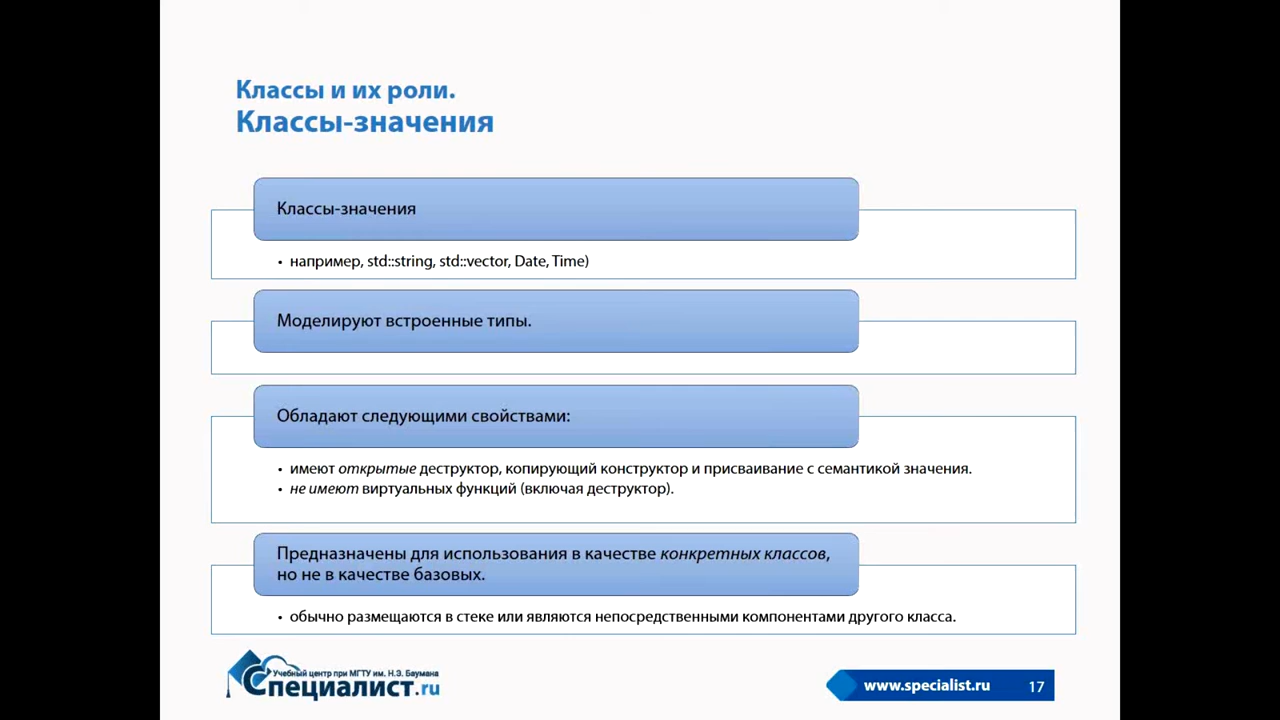 Классы и их роли.
Классы-значения
Классы-значения
• например, std::string, std::vector, Date, Time)
Моделируют встроенные типы.
Обладают следующими свойствами:
• имеют открытые деструктор, копирующий конструктор и присваивание с семантикой значения.
• не имеют виртуальных функций (включая деструктор).
Предназначены для использования в качестве конкретных классов,
но не в качестве базовых.
• обычно размещаются в стеке или являются непосредственными компонентами другого класса.
Учебный центр при МГТУ им. Н.Э. Баумана
Специалист.ru
www.specialist.ru 17